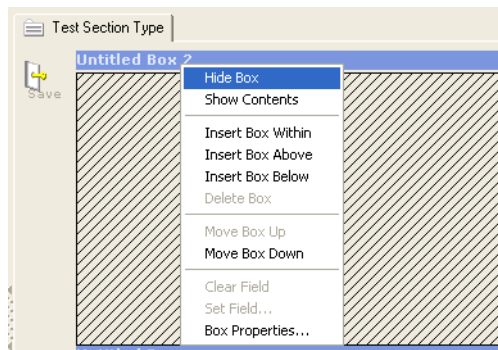 Test Section Type
Untitled Box 2
Save
Hide Box
Show Contents
Insert Box Within
Insert Box Above
Insert Box Below
Delete Box
Move Box Up
Move Box Down
Clear Field
Set Field...
Box Properties...